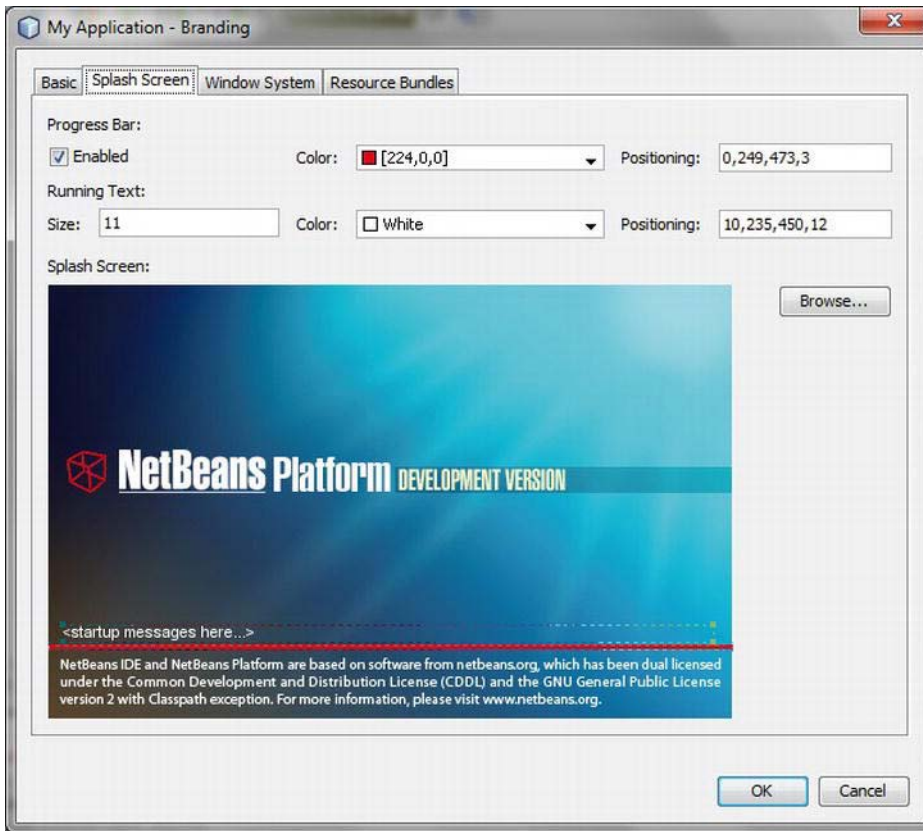 My Application - Branding
Basic Splash Screen Window System Resource Bundles
Progress Bar:
Enabled Color: [224,0,0] Positioning: 0,249,473,3
Running Text:
Size: 11 Color: White Positioning: 10,235,450,12
Splash Screen:
Browse...
NetBeans Platform DEVELOPMENT VERSION
<startup messages here...>
NetBeans IDE and NetBeans Platform are based on software from netbeans.org, which has been dual licensed
under the Common Development and Distribution License (CDDL) and the GNU General Public License
version 2 with Classpath exception. For more information, please visit www.netbeans.org.
OK Cancel